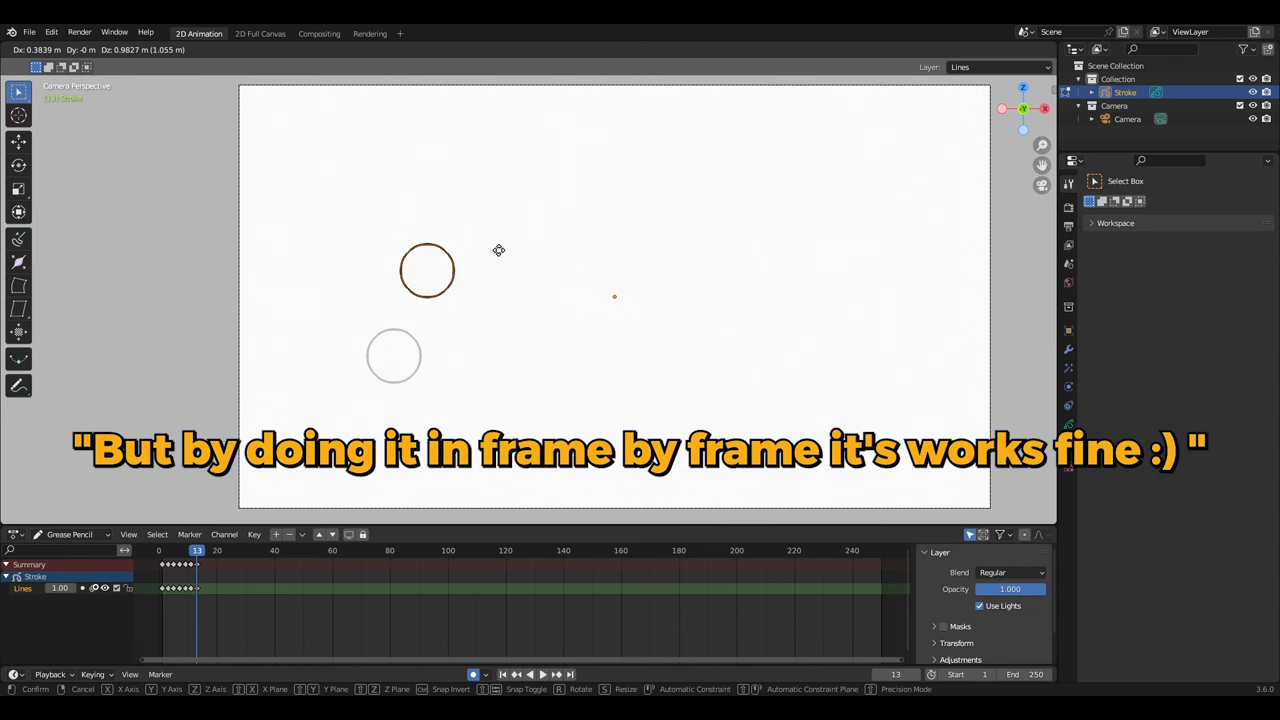 File Edit Render Window Help 2D Animation 2D Full Canvas Compositing Rendering + Scene ViewLayer
Dx: 0.3839 m Dy: -0 m Dz: 0.9827 m (1.055 m)
Layer: Lines
Camera Perspective
(13) Stroke
Z
-Y
X
Scene Collection
Collection
Stroke
Camera
Camera
Select Box
Workspace
"But by doing it in frame by frame it's works fine :) "
Grease Pencil View Select Marker Channel Key
0 13 20 40 60 80 100 120 140 160 180 200 220 240
Summary
Stroke
Lines 1.00
Layer
Blend Regular
Opacity 1.000
Use Lights
Masks
Transform
Adjustments
Playback Keying View Marker 13 Start 1 End 250
Confirm Cancel X X Axis Y Y Axis Z Z Axis X X Plane Y Y Plane Z Z Plane Snap Invert Snap Toggle R Rotate S Resize Automatic Constraint Automatic Constraint Plane Precision Mode 3.6.0